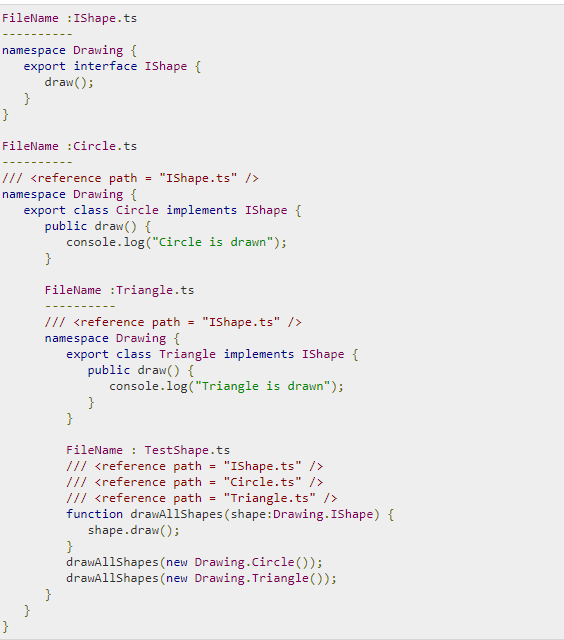 FileName :IShape.ts
----------
namespace Drawing {
   export interface IShape {
      draw();
   }
}

FileName :Circle.ts
----------
/// <reference path = "IShape.ts" />
namespace Drawing {
   export class Circle implements IShape {
      public draw() {
         console.log("Circle is drawn");
      }

      FileName :Triangle.ts
      ----------
      /// <reference path = "IShape.ts" />
      namespace Drawing {
         export class Triangle implements IShape {
            public draw() {
               console.log("Triangle is drawn");
            }
         }

         FileName : TestShape.ts
         /// <reference path = "IShape.ts" />
         /// <reference path = "Circle.ts" />
         /// <reference path = "Triangle.ts" />
         function drawAllShapes(shape:Drawing.IShape) {
            shape.draw();
         }
         drawAllShapes(new Drawing.Circle());
         drawAllShapes(new Drawing.Triangle());
      }
   }
}